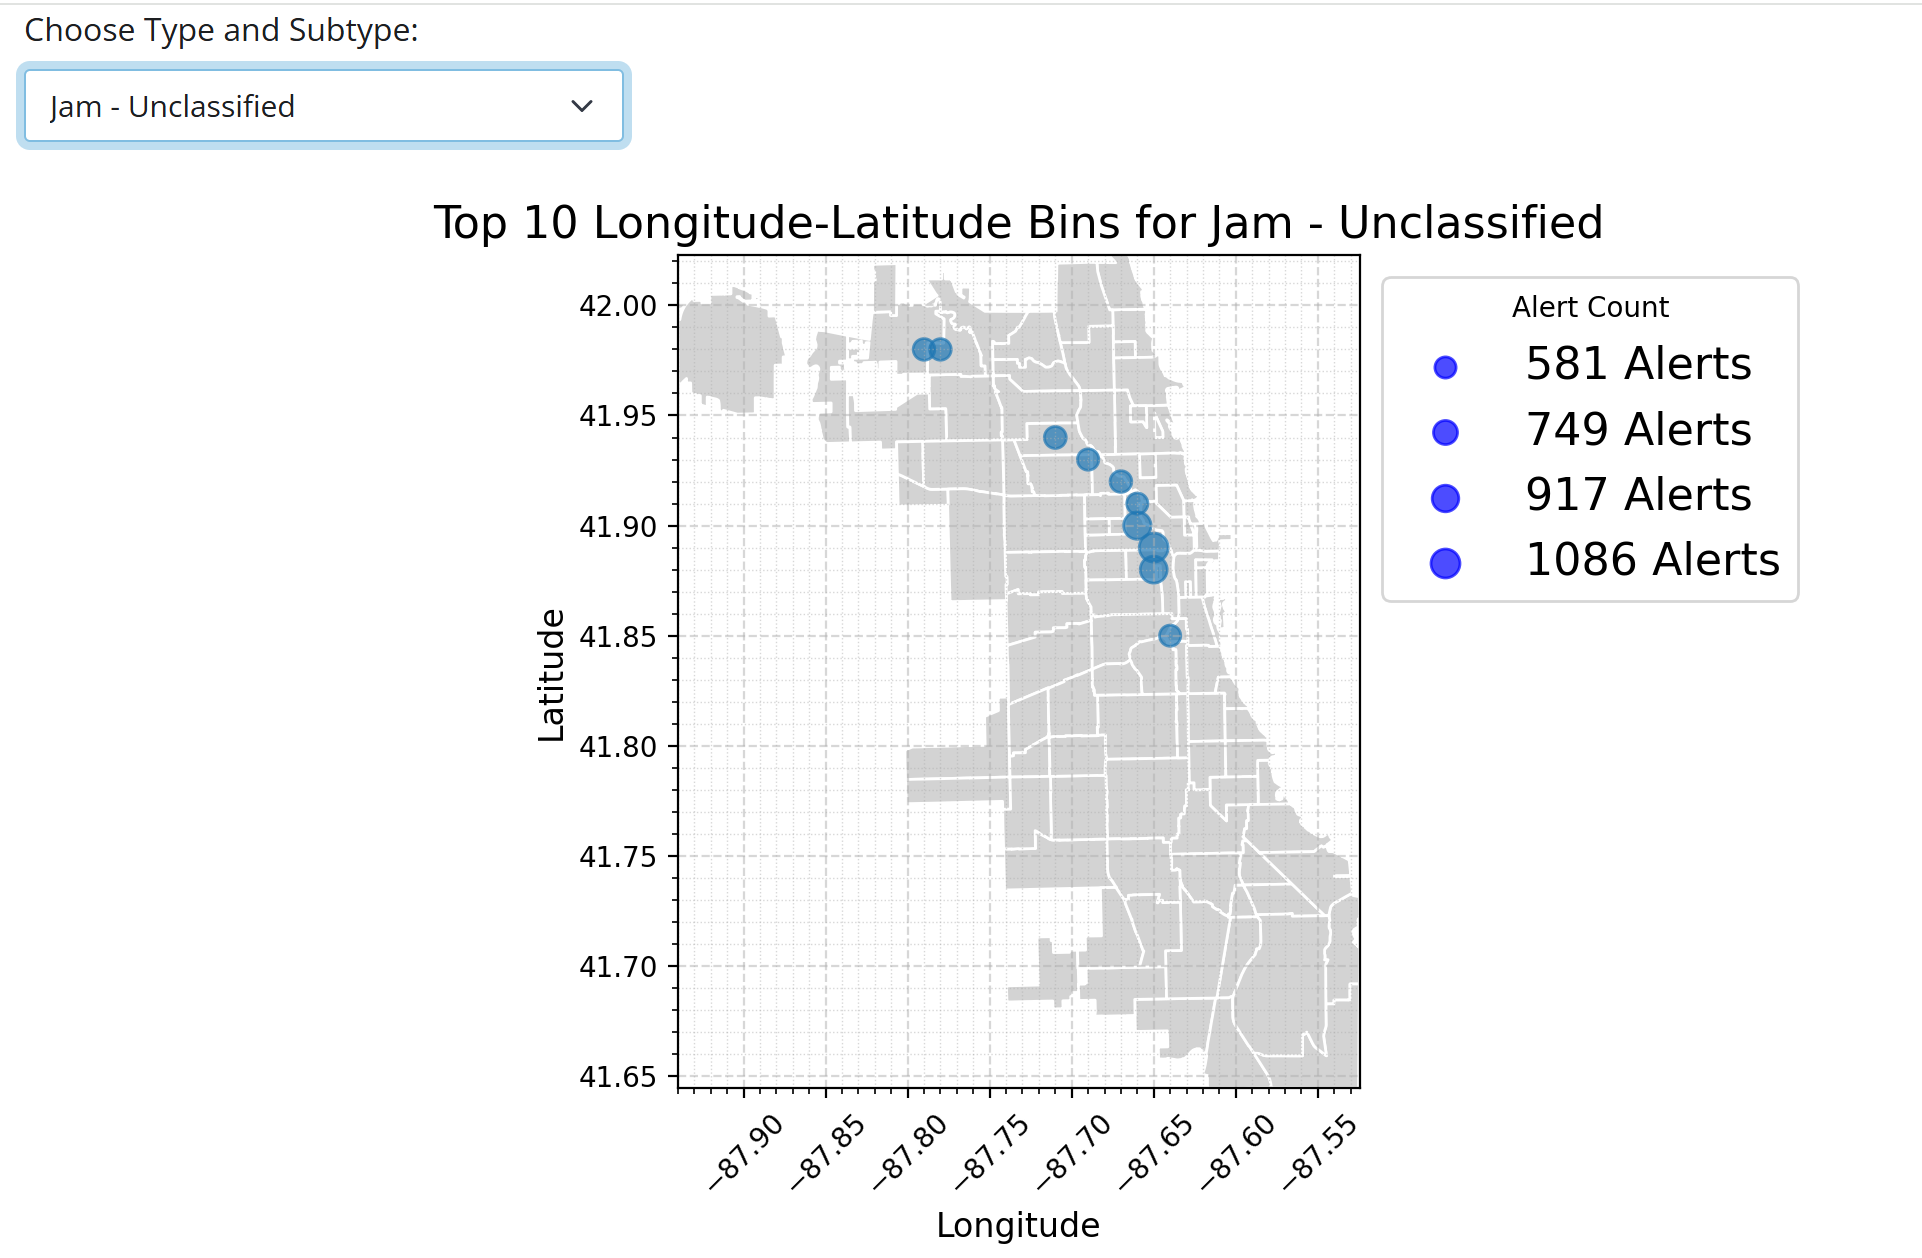 Choose Type and Subtype:
Jam - Unclassified
Top 10 Longitude-Latitude Bins for Jam - Unclassified
Alert Count
581 Alerts
749 Alerts
917 Alerts
1086 Alerts
Latitude
42.00
41.95
41.90
41.85
41.80
41.75
41.70
41.65
−87.90
−87.85
−87.80
−87.75
−87.70
−87.65
−87.60
−87.55
Longitude